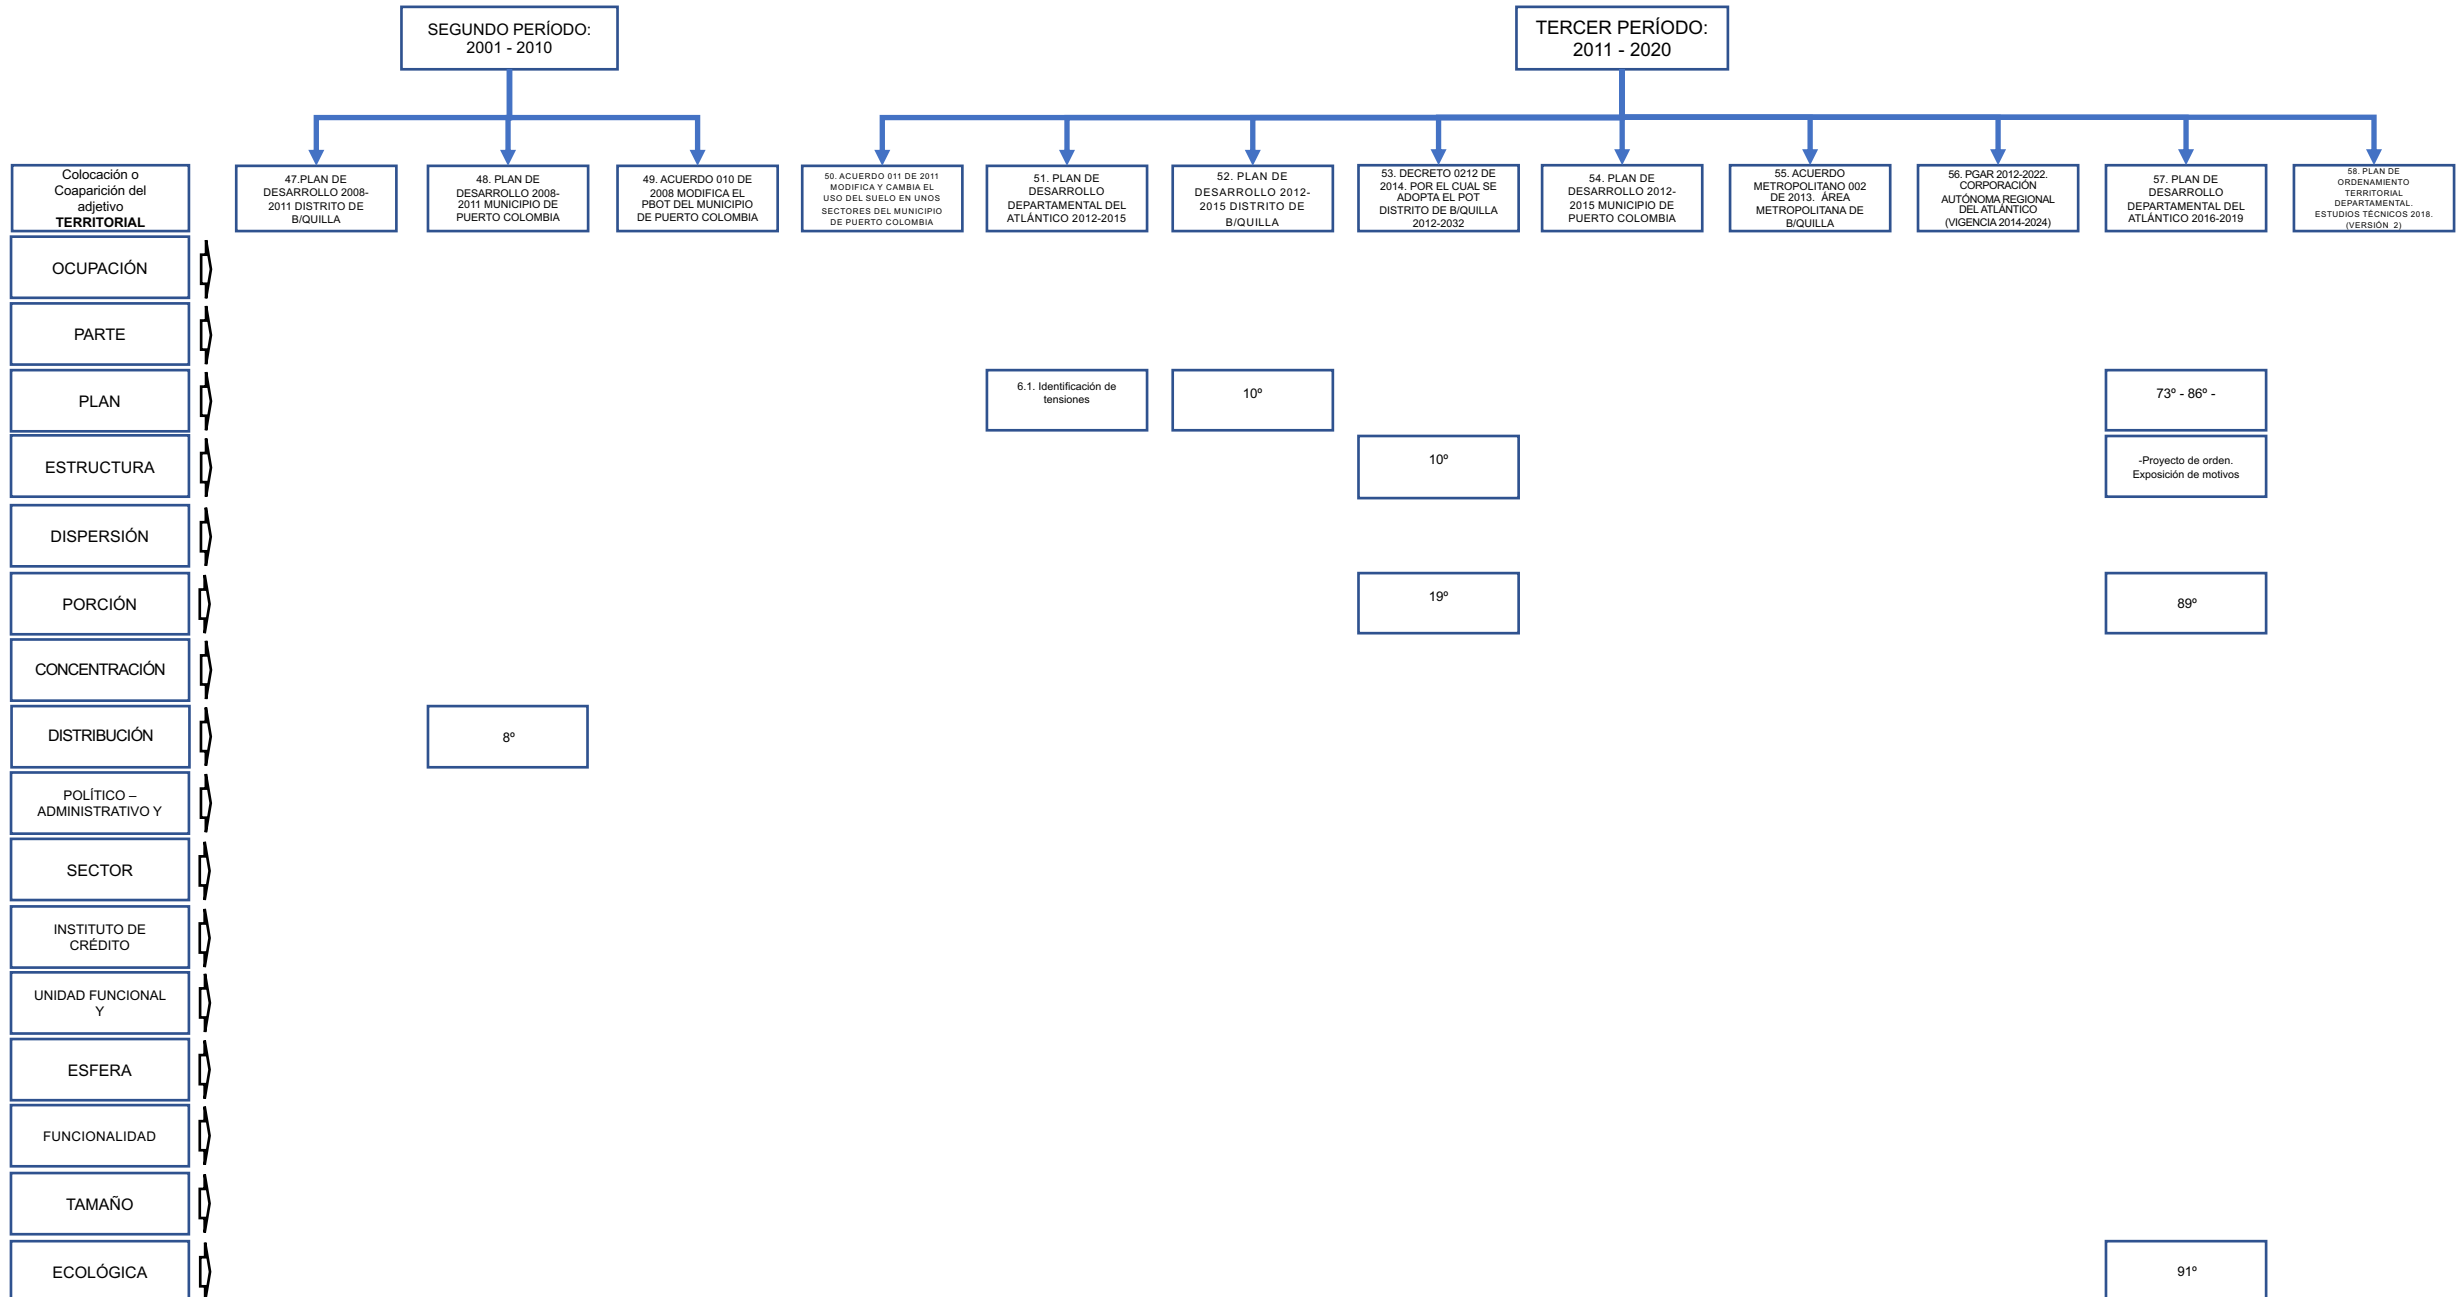 SEGUNDO PERÍODO:
2001 - 2010
TERCER PERÍODO:
2011 - 2020
Colocación o
Coaparición del
adjetivo
TERRITORIAL
47.PLAN DE
DESARROLLO 2008-
2011 DISTRITO DE
B/QUILLA
48. PLAN DE
DESARROLLO 2008-
2011 MUNICIPIO DE
PUERTO COLOMBIA
49. ACUERDO 010 DE
2008 MODIFICA EL
PBOT DEL MUNICIPIO
DE PUERTO COLOMBIA
50. ACUERDO 011 DE 2011
MODIFICA Y CAMBIA EL
USO DEL SUELO EN UNOS
SECTORES DEL MUNICIPIO
DE PUERTO COLOMBIA
51. PLAN DE
DESARROLLO
DEPARTAMENTAL DEL
ATLÁNTICO 2012-2015
52. PLAN DE
DESARROLLO 2012-
2015 DISTRITO DE
B/QUILLA
53. DECRETO 0212 DE
2014. POR EL CUAL SE
ADOPTA EL POT
DISTRITO DE B/QUILLA
2012-2032
54. PLAN DE
DESARROLLO 2012-
2015 MUNICIPIO DE
PUERTO COLOMBIA
55. ACUERDO
METROPOLITANO 002
DE 2013. ÁREA
METROPOLITANA DE
B/QUILLA
56. PGAR 2012-2022.
CORPORACIÓN
AUTÓNOMA REGIONAL
DEL ATLÁNTICO
(VIGENCIA 2014-2024)
57. PLAN DE
DESARROLLO
DEPARTAMENTAL DEL
ATLÁNTICO 2016-2019
58. PLAN DE
ORDENAMIENTO
TERRITORIAL
DEPARTAMENTAL.
ESTUDIOS TÉCNICOS 2018.
(VERSIÓN 2)
OCUPACIÓN
PARTE
PLAN
6.1. Identificación de
tensiones
10º
73º - 86º -
ESTRUCTURA
10º
-Proyecto de orden.
Exposición de motivos
DISPERSIÓN
PORCIÓN
19º
89º
CONCENTRACIÓN
DISTRIBUCIÓN
8º
POLÍTICO –
ADMINISTRATIVO Y
SECTOR
INSTITUTO DE
CRÉDITO
UNIDAD FUNCIONAL
Y
ESFERA
FUNCIONALIDAD
TAMAÑO
ECOLÓGICA
91º